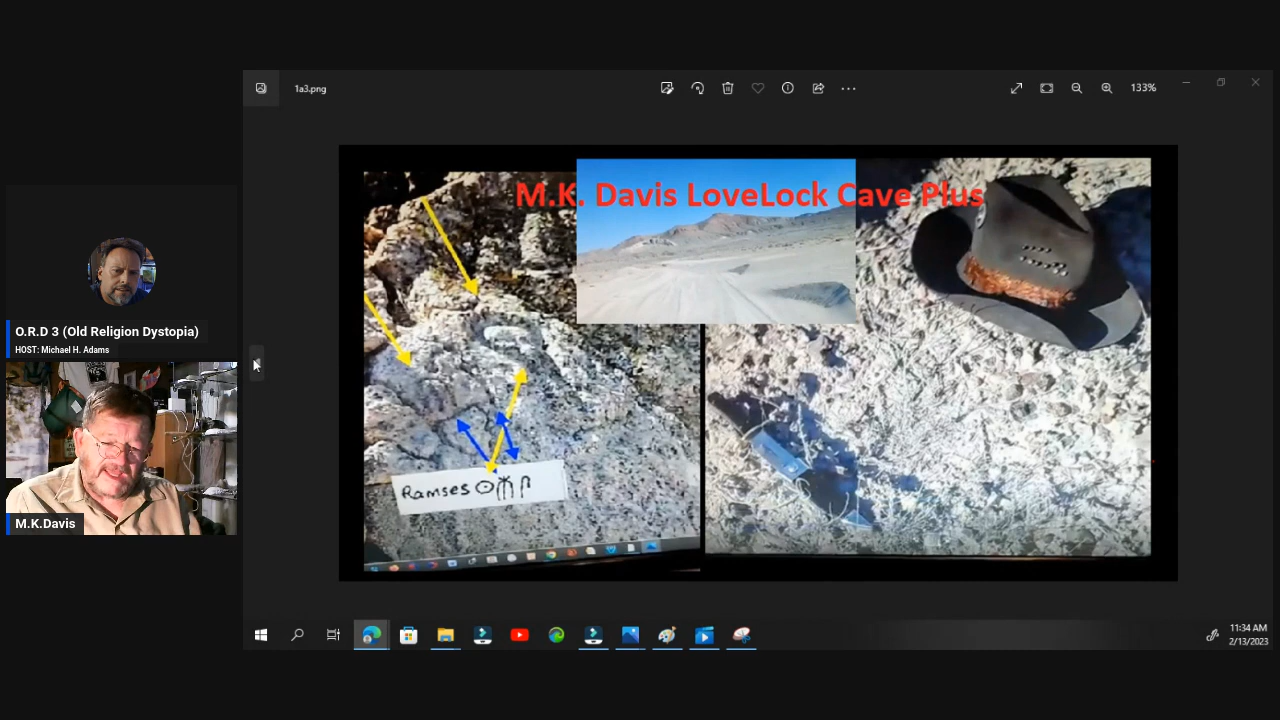 1a3.png
133%
M.K. Davis LoveLock Cave Plus
O.R.D 3 (Old Religion Dystopia)
HOST: Michael H. Adams
Ramses
M.K.Davis
11:34 AM
2/13/2023